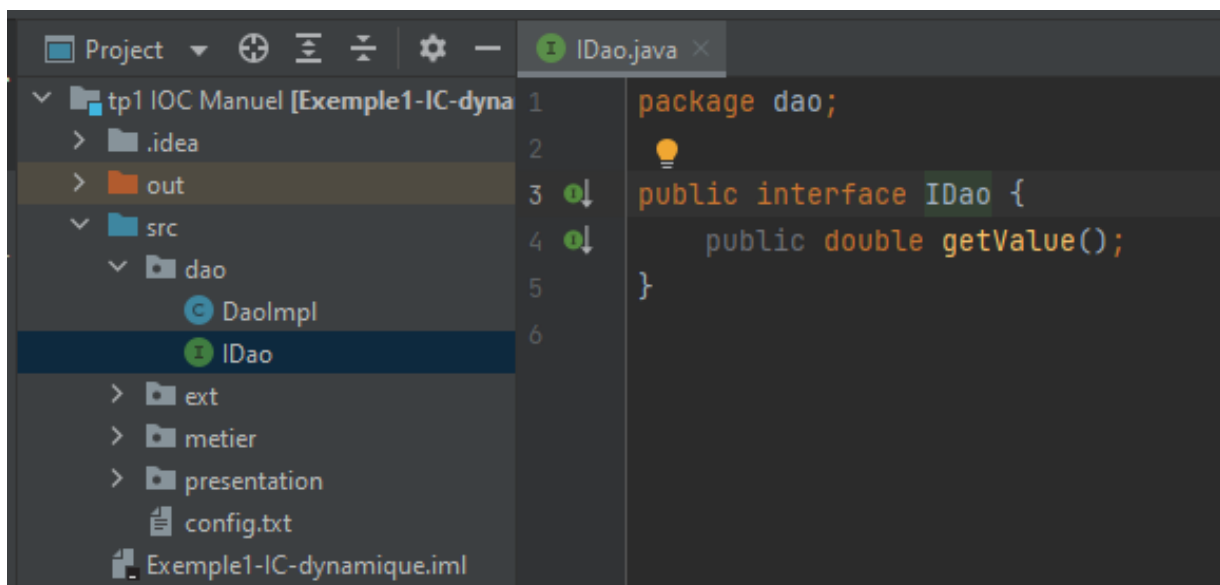 Project
tp1 IOC Manuel [Exemple1-IC-dyna
.idea
out
src
dao
DaoImpl
IDao
ext
metier
presentation
config.txt
Exemple1-IC-dynamique.iml
IDao.java
1 package dao;
2
3 public interface IDao {
4 public double getValue();
5 }
6